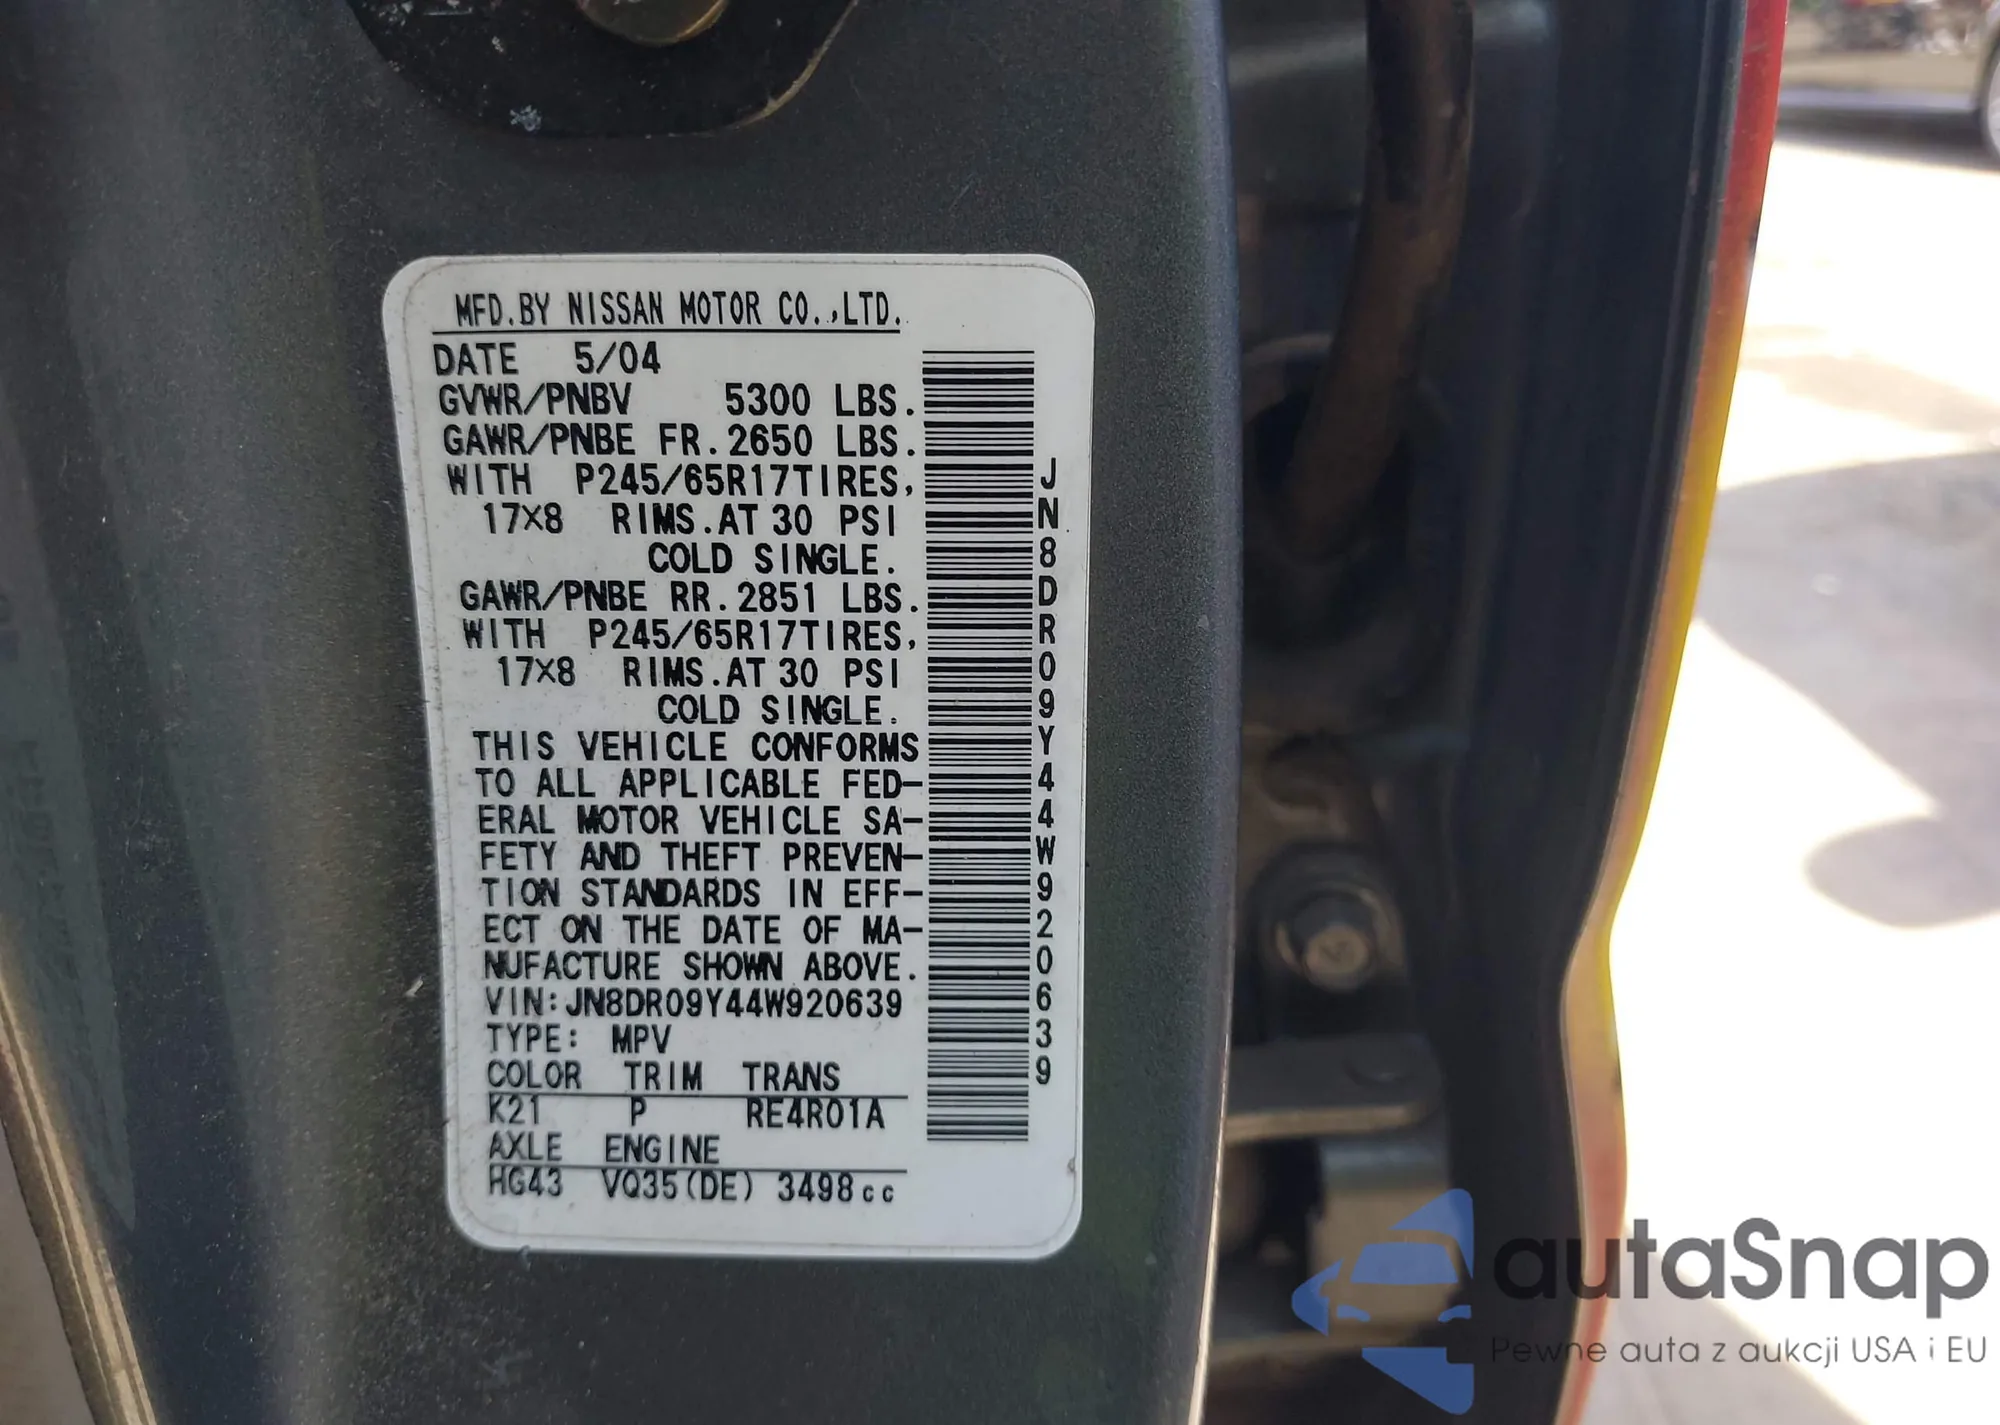 MFD.BY NISSAN MOTOR CO.,LTD.
DATE 5/04
GVWR/PNBV 5300 LBS.
GAWR/PNBE FR.2650 LBS.
WITH P245/65R17TIRES,
17×8 RIMS.AT 30 PSI
COLD SINGLE.
GAWR/PNBE RR.2851 LBS.
WITH P245/65R17TIRES,
17×8 RIMS.AT 30 PSI
COLD SINGLE.
THIS VEHICLE CONFORMS
TO ALL APPLICABLE FED-
ERAL MOTOR VEHICLE SA-
FETY AND THEFT PREVEN-
TION STANDARDS IN EFF-
ECT ON THE DATE OF MA-
NUFACTURE SHOWN ABOVE.
VIN:JN8DR09Y44W920639
TYPE: MPV
COLOR TRIM TRANS
K21 P RE4R01A
AXLE ENGINE
HG43 VQ35(DE) 3498cc
JN8DR09Y44W920639
autaSnap
Pewne auta z aukcji USA i EU